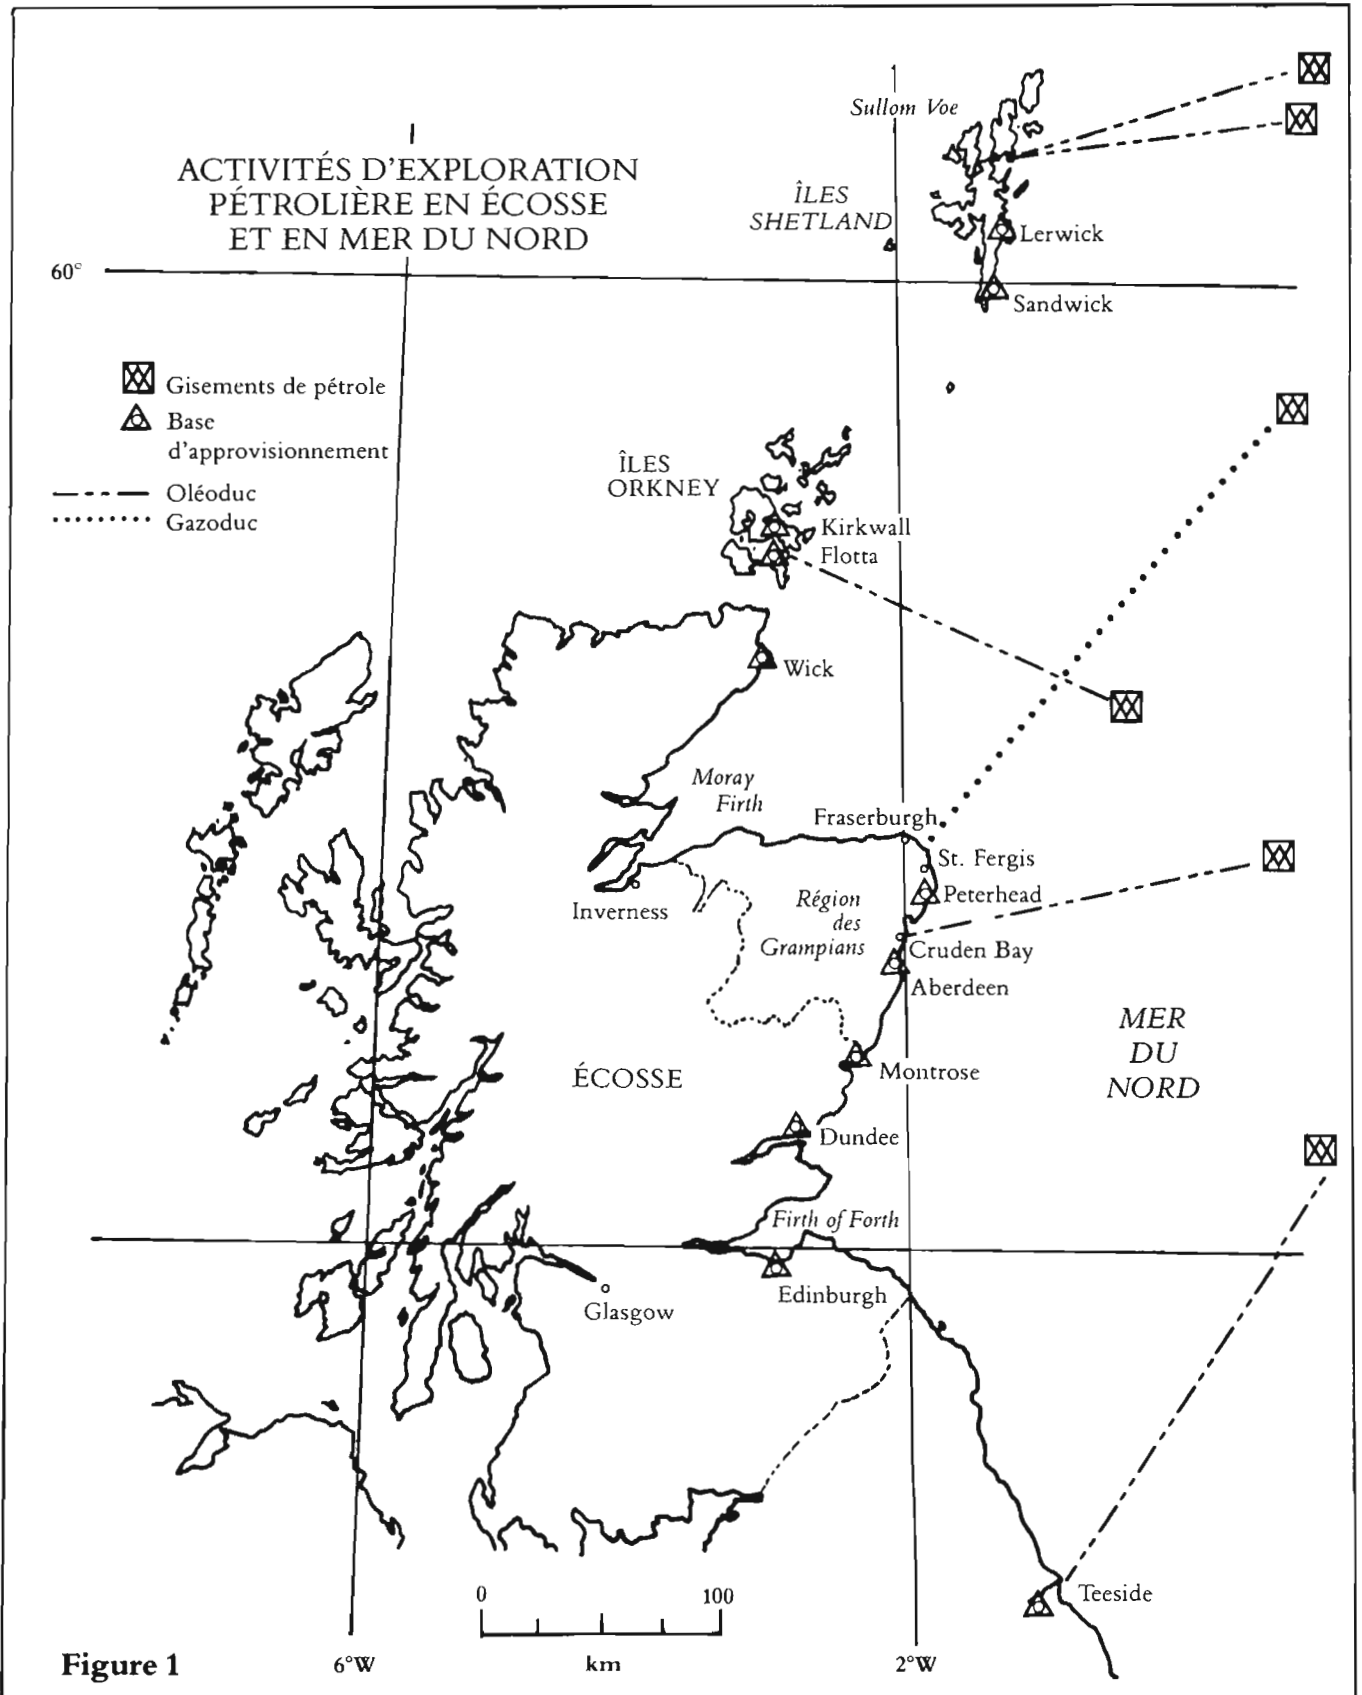 ACTIVITÉS D'EXPLORATION
PÉTROLIÈRE EN ÉCOSSE
ET EN MER DU NORD
Sullom Voe
ÎLES
SHETLAND
Lerwick
60°
Sandwick
Gisements de pétrole
Base
d'approvisionnement
Oléoduc
Gazoduc
ÎLES
ORKNEY
Kirkwall
Flotta
Wick
Moray
Firth
Fraserburgh
St. Fergis
Peterhead
Inverness
Région
des
Grampians
Cruden Bay
Aberdeen
MER
DU
NORD
ÉCOSSE
Montrose
Dundee
Firth of Forth
Edinburgh
Glasgow
Teeside
0 100
km
6°W
2°W
Figure 1